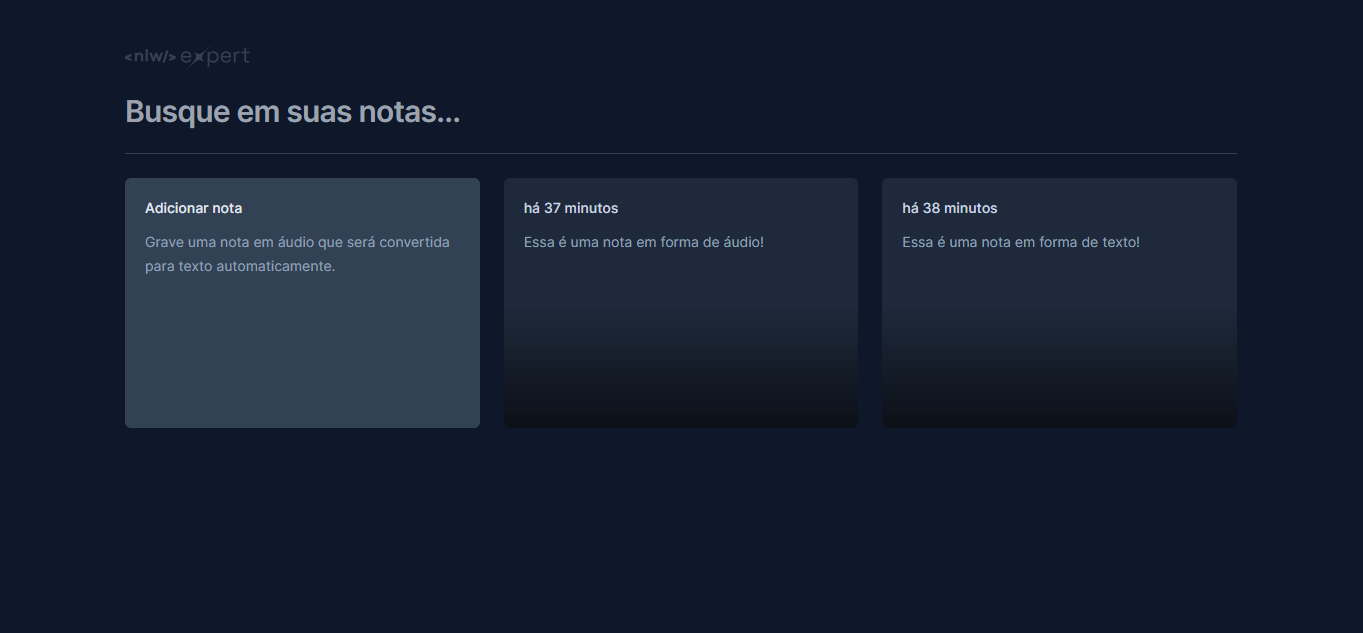 <nlw/> expert
Busque em suas notas...
Adicionar nota
Grave uma nota em áudio que será convertida
para texto automaticamente.
há 37 minutos
Essa é uma nota em forma de áudio!
há 38 minutos
Essa é uma nota em forma de texto!